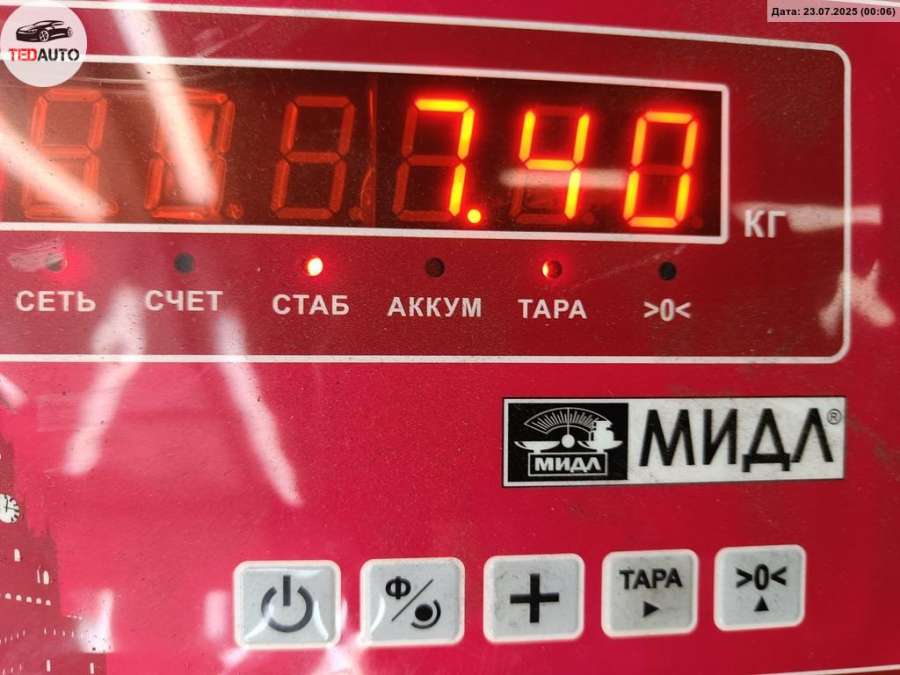 Дата: 23.07.2025 (00:06)
TEDAUTO
7.40
КГ
СЕТЬ СЧЕТ СТАБ АККУМ ТАРА >0<
МИДЛ МИДЛ®
Ф/ + ТАРА >0<